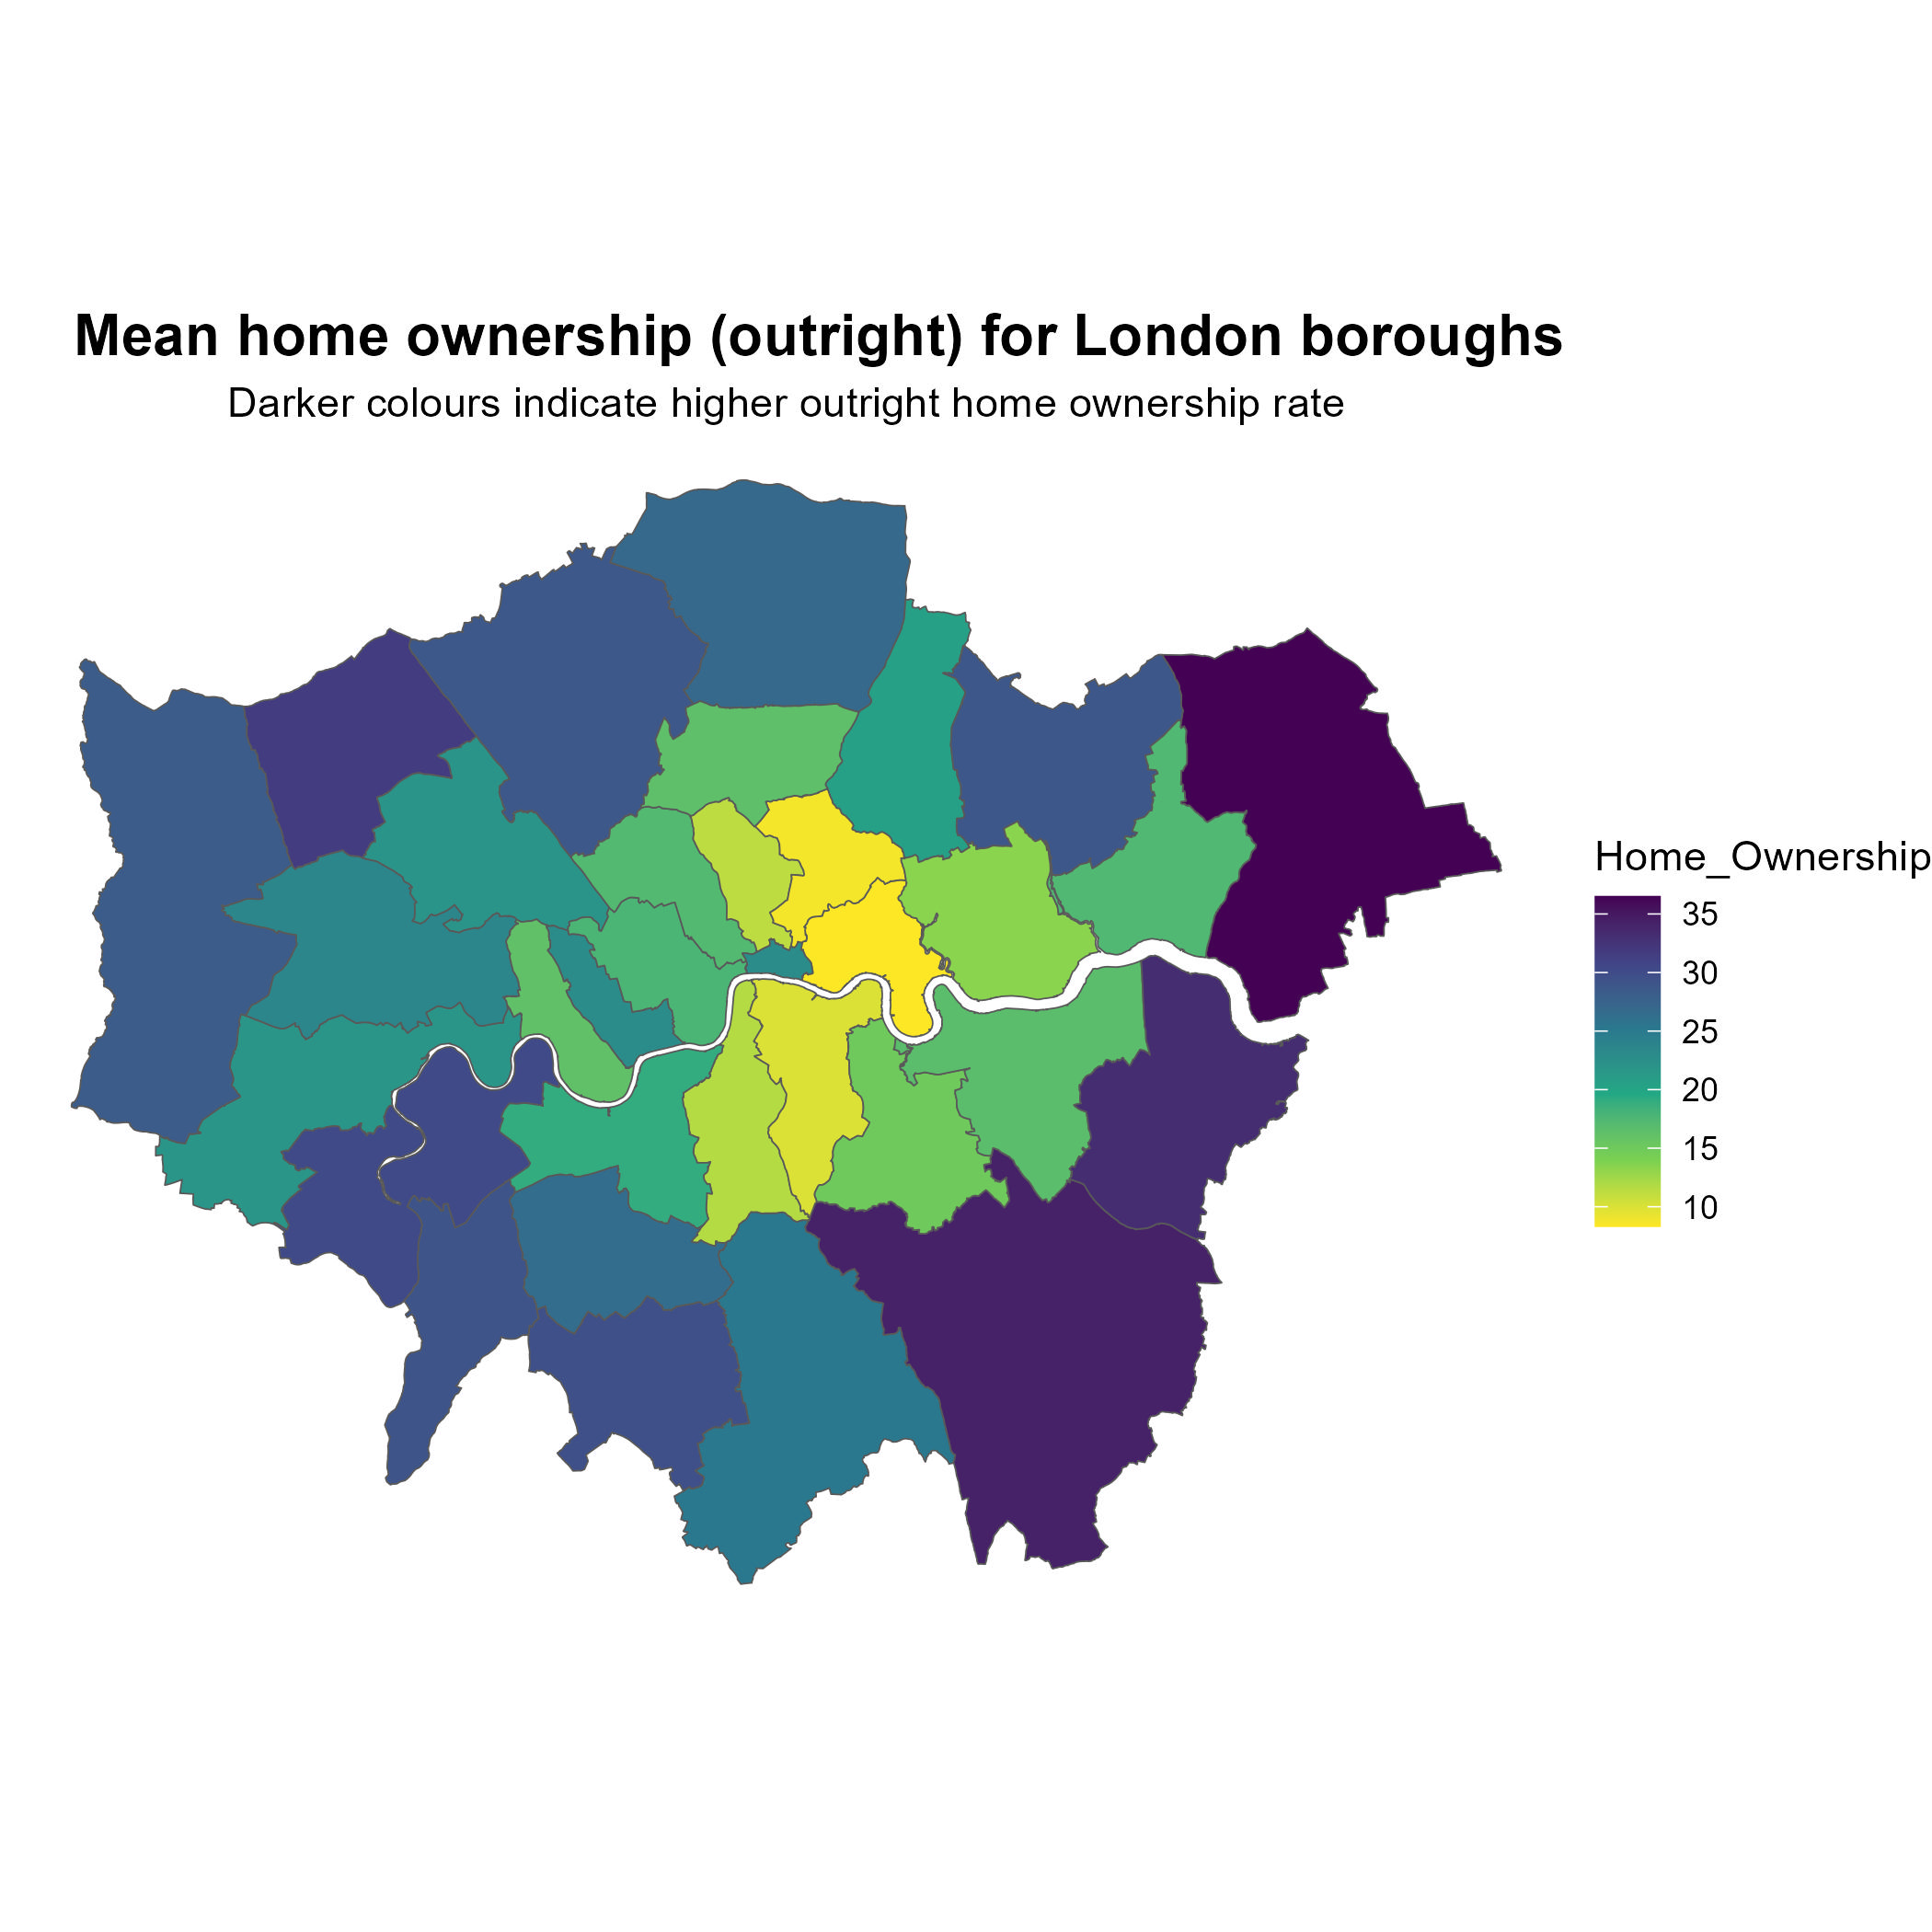 Mean home ownership (outright) for London boroughs
Darker colours indicate higher outright home ownership rate
Home_Ownership
35
30
25
20
15
10